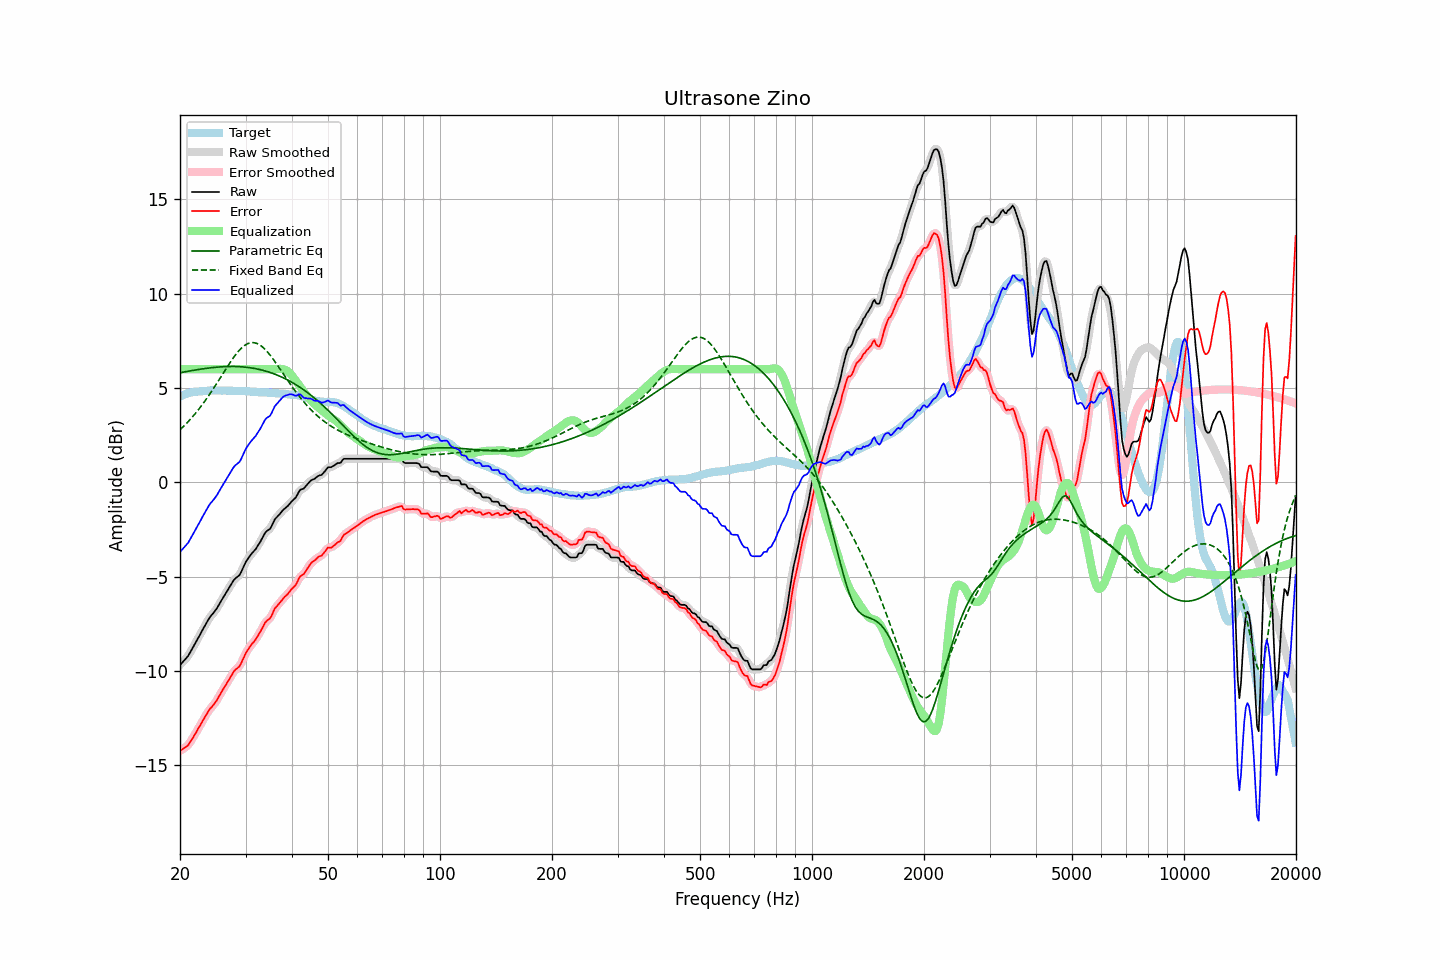 Ultrasone Zino
Target
Raw Smoothed
Error Smoothed
Raw
Error
Equalization
Parametric Eq
Fixed Band Eq
Equalized
Amplitude (dBr)
15
10
5
0
−5
−10
−15
20
50
100
200
500
1000
2000
5000
10000
20000
Frequency (Hz)